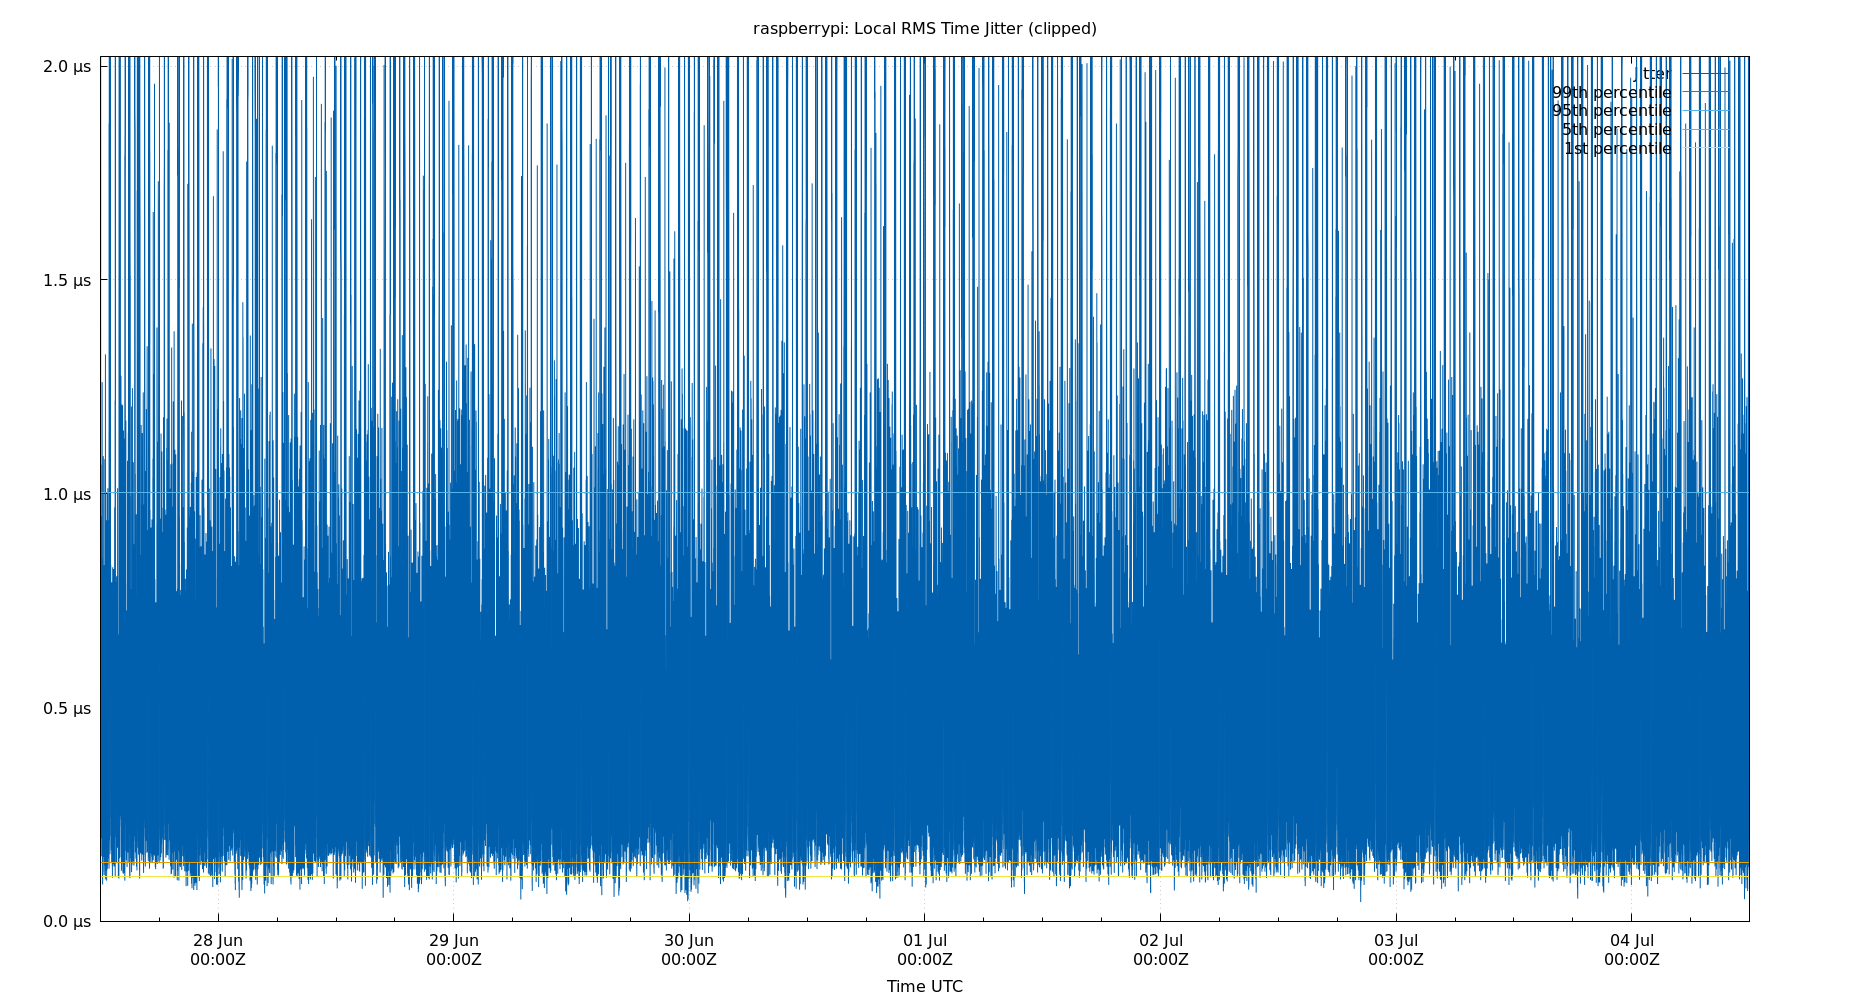 raspberrypi: Local RMS Time Jitter (clipped)
2.0 µs
1.5 µs
1.0 µs
0.5 µs
0.0 µs
jitter
99th percentile
95th percentile
5th percentile
1st percentile
28 Jun 29 Jun 30 Jun 01 Jul 02 Jul 03 Jul 04 Jul
00:00Z 00:00Z 00:00Z 00:00Z 00:00Z 00:00Z 00:00Z
Time UTC